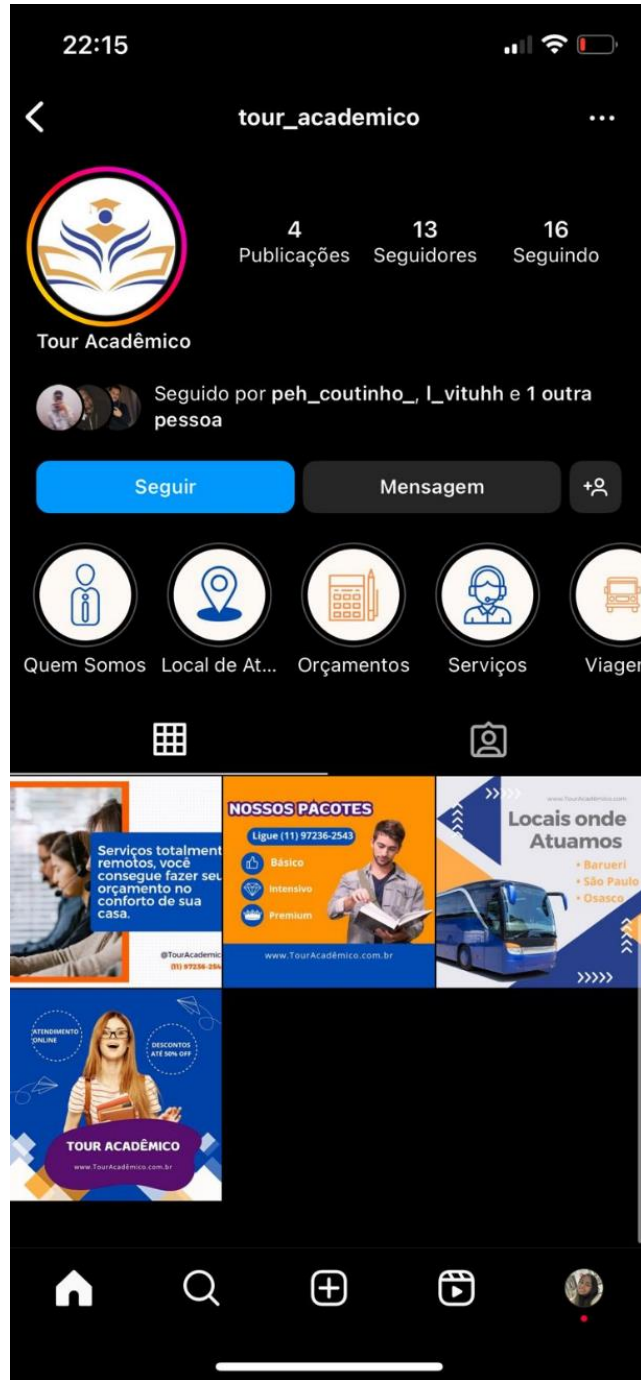 22:15
tour_academico
4
Publicações
13
Seguidores
16
Seguindo
Tour Acadêmico
Seguido por peh_coutinho_, l_vituhh e 1 outra
pessoa
Seguir
Mensagem
Quem Somos
Local de At...
Orçamentos
Serviços
Viager
Serviços totalment
remotos, você
consegue fazer seu
orçamento no
conforto de sua
casa.
@TourAcademic
(11) 97236-254
NOSSOS PACOTES
Ligue (11) 97236-2543
Básico
Intensivo
Premium
www.TourAcadêmico.com.br
www.TourAcadêmico.com
Locais onde
Atuamos
• Barueri
• São Paulo
• Osasco
ATENDIMENTO
ONLINE
DESCONTOS
ATÉ 50% OFF
TOUR ACADÊMICO
www.TourAcadêmico.com.br